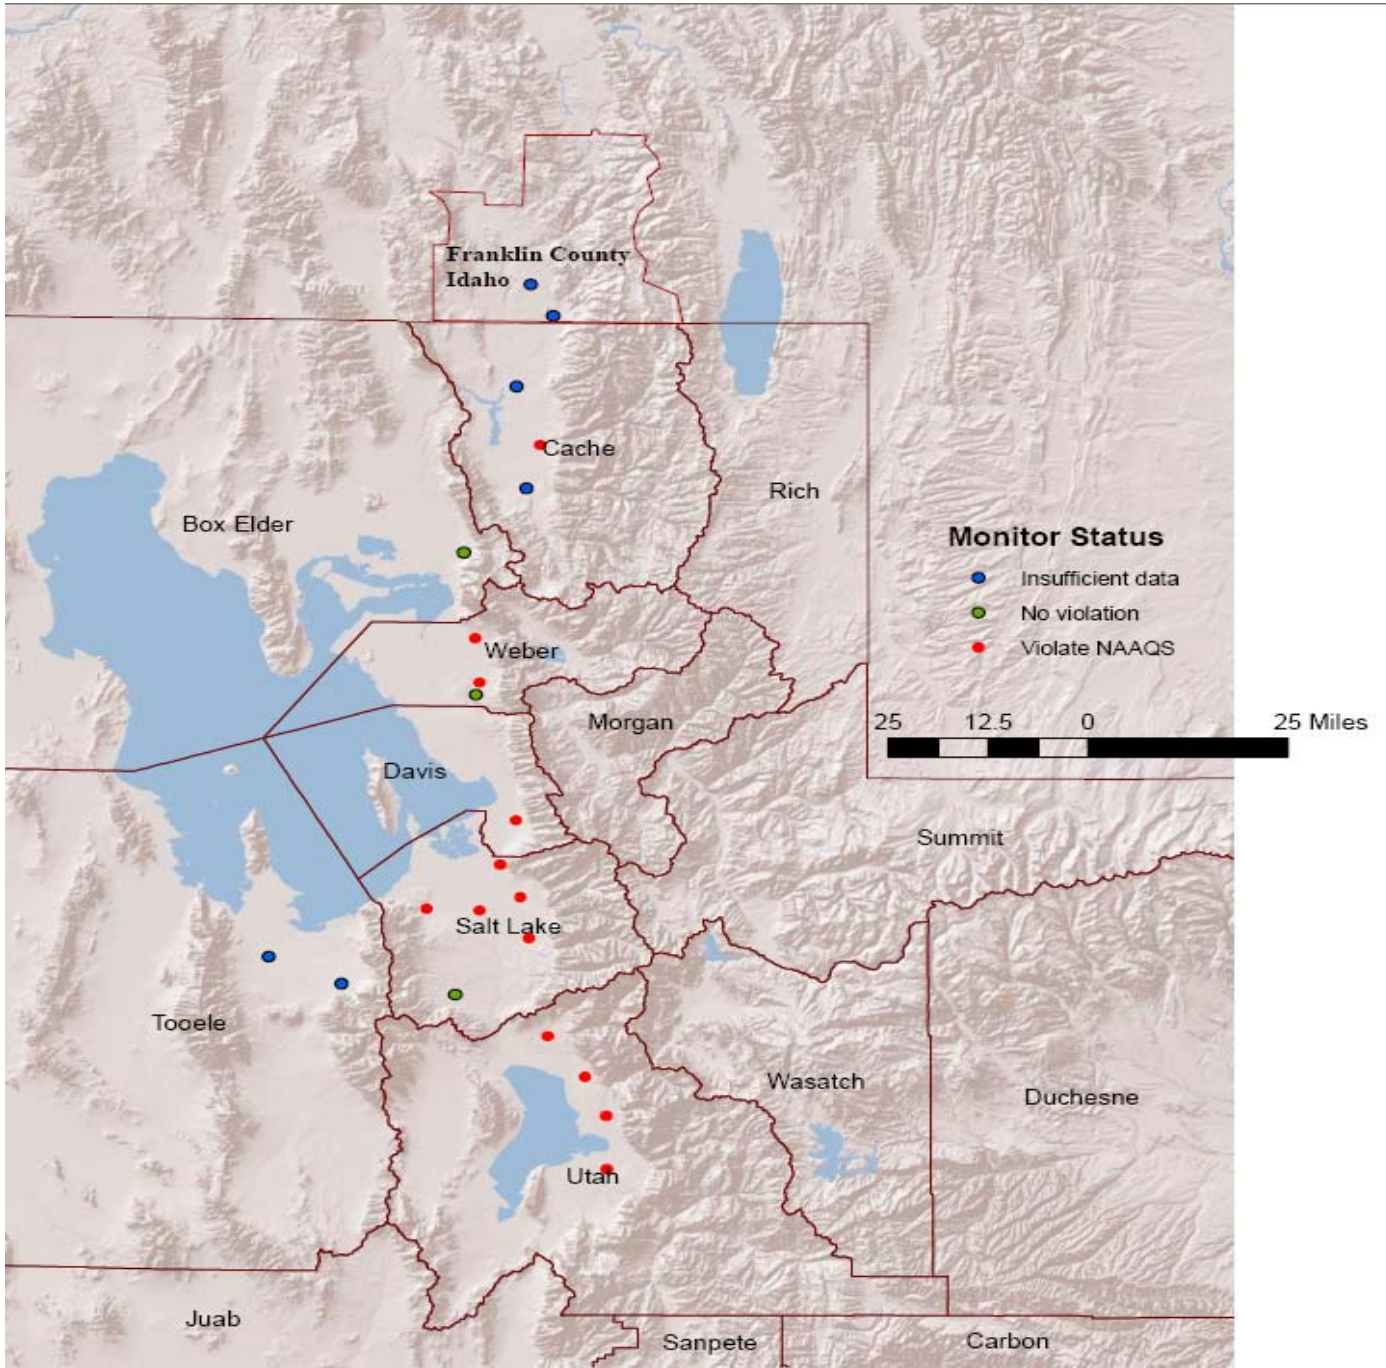 Franklin County
Idaho
Cache
Rich
Box Elder
Monitor Status
Insufficient data
No violation
Violate NAAQS
Weber
Morgan
25 12.5 0 25 Miles
Davis
Summit
Salt Lake
Tooele
Wasatch
Duchesne
Utah
Juab
Sanpete
Carbon